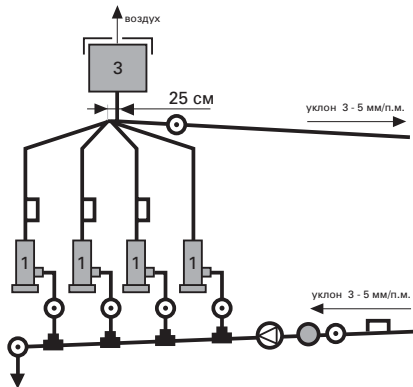 воздух
3
25 см
уклон 3 - 5 мм/п.м.
1 1 1 1
уклон 3 - 5 мм/п.м.